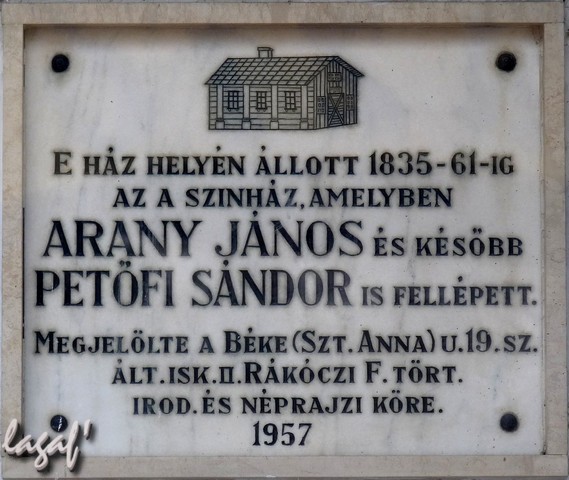 E HÁZ HELYÉN ÁLLOTT 1835-61-IG
AZ A SZINHÁZ, AMELYBEN
ARANY JÁNOS ÉS KÉSŐBB
PETŐFI SÁNDOR IS FELLÉPETT.
MEGJELÖLTE A BÉKE (SZT. ANNA) U. 19. SZ.
ÁLT. ISK. II. RÁKÓCZI F. TÖRT.
IROD. ÉS NÉPRAJZI KÖRE.
1957
lagaf'